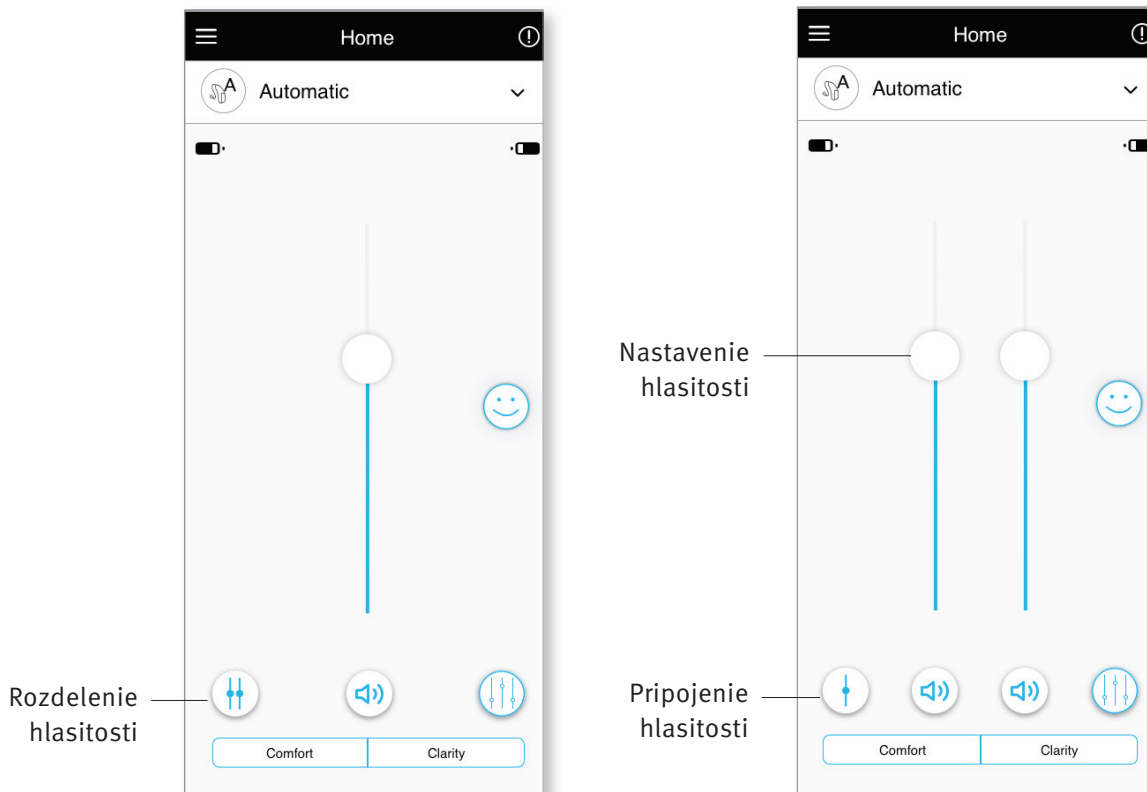 Home
A
Automatic
Rozdelenie
hlasitosti
Comfort
Clarity
Home
A
Automatic
Nastavenie
hlasitosti
Pripojenie
hlasitosti
Comfort
Clarity